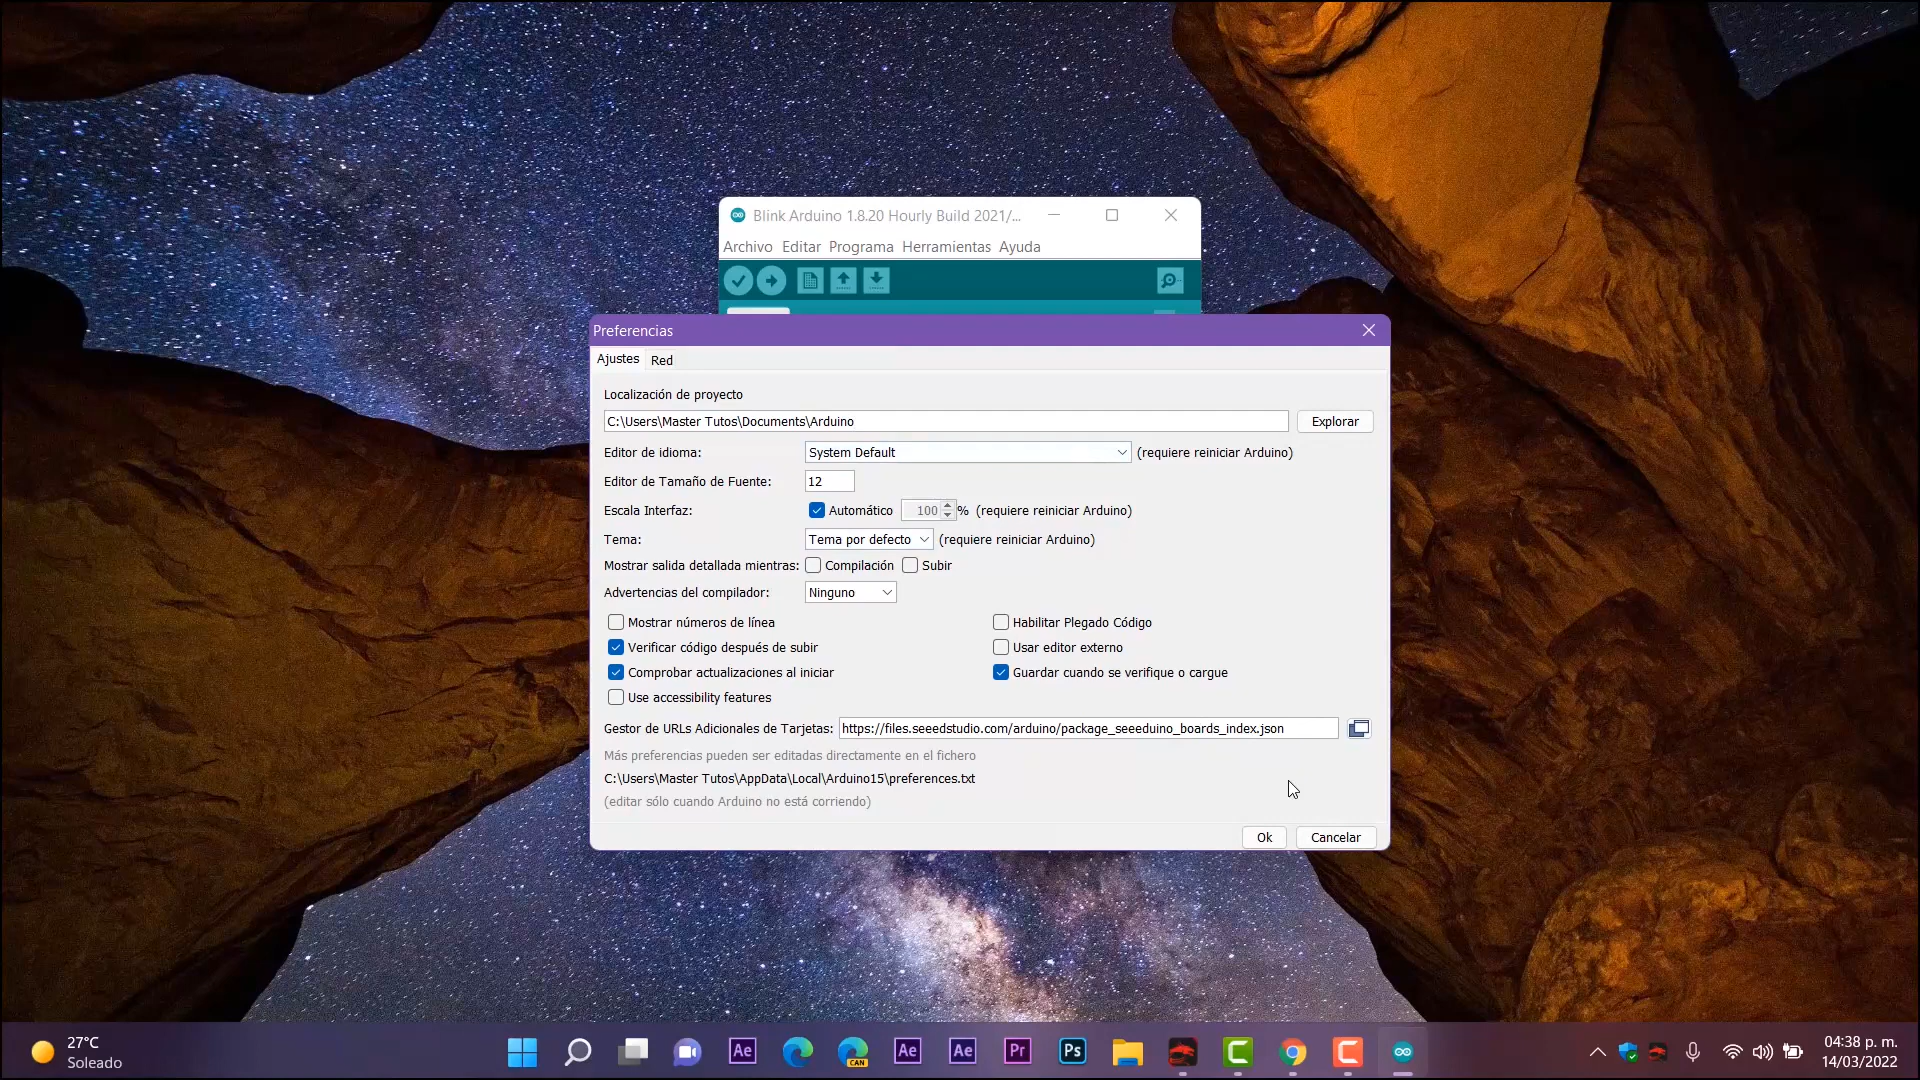 Blink Arduino 1.8.20 Hourly Build 2021/...
Archivo Editar Programa Herramientas Ayuda
Preferencias
Ajustes Red
Localización de proyecto
C:\Users\Master Tutos\Documents\Arduino Explorar
Editor de idioma: System Default (requiere reiniciar Arduino)
Editor de Tamaño de Fuente: 12
Escala Interfaz: Automático 100 % (requiere reiniciar Arduino)
Tema: Tema por defecto (requiere reiniciar Arduino)
Mostrar salida detallada mientras: Compilación Subir
Advertencias del compilador: Ninguno
Mostrar números de línea Habilitar Plegado Código
Verificar código después de subir Usar editor externo
Comprobar actualizaciones al iniciar Guardar cuando se verifique o cargue
Use accessibility features
Gestor de URLs Adicionales de Tarjetas: https://files.seeedstudio.com/arduino/package_seeeduino_boards_index.json
Más preferencias pueden ser editadas directamente en el fichero
C:\Users\Master Tutos\AppData\Local\Arduino15\preferences.txt
(editar sólo cuando Arduino no está corriendo)
Ok Cancelar
27°C
Soleado
Ae CAN Ae Ae Pr Ps
04:38 p. m.
14/03/2022